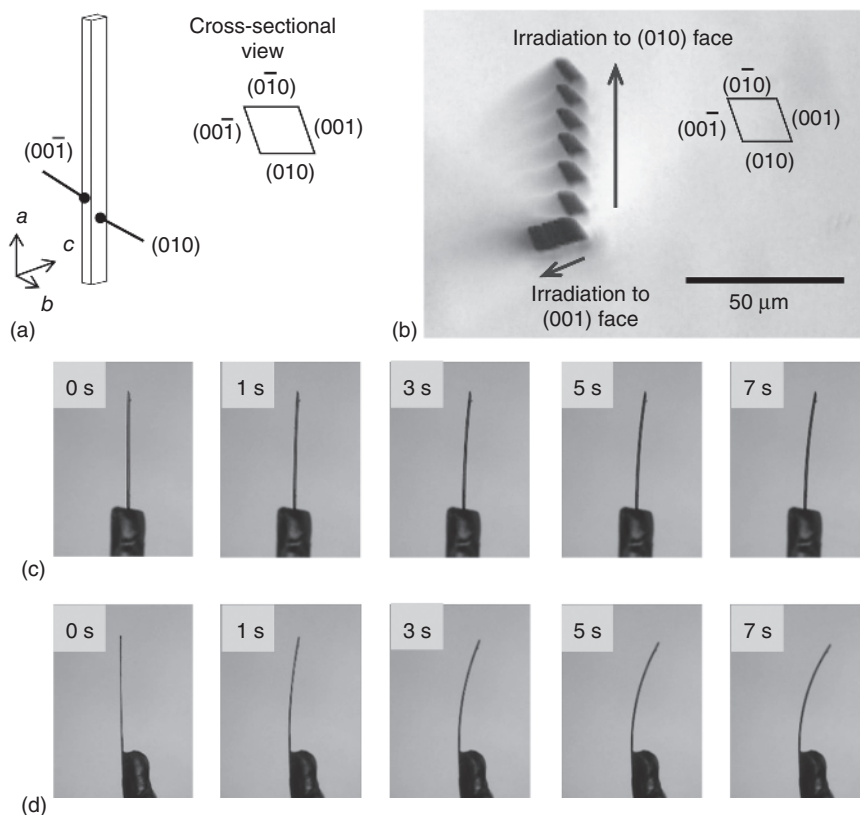 Cross-sectional
view
(01̅0)
(001̅)
(001)
(010)
(001̅)
(010)
a
c
b
(a)
Irradiation to (010) face
(01̅0)
(001̅)
(001)
(010)
50 μm
Irradiation to
(001) face
(b)
0 s
1 s
3 s
5 s
7 s
(c)
0 s
1 s
3 s
5 s
7 s
(d)